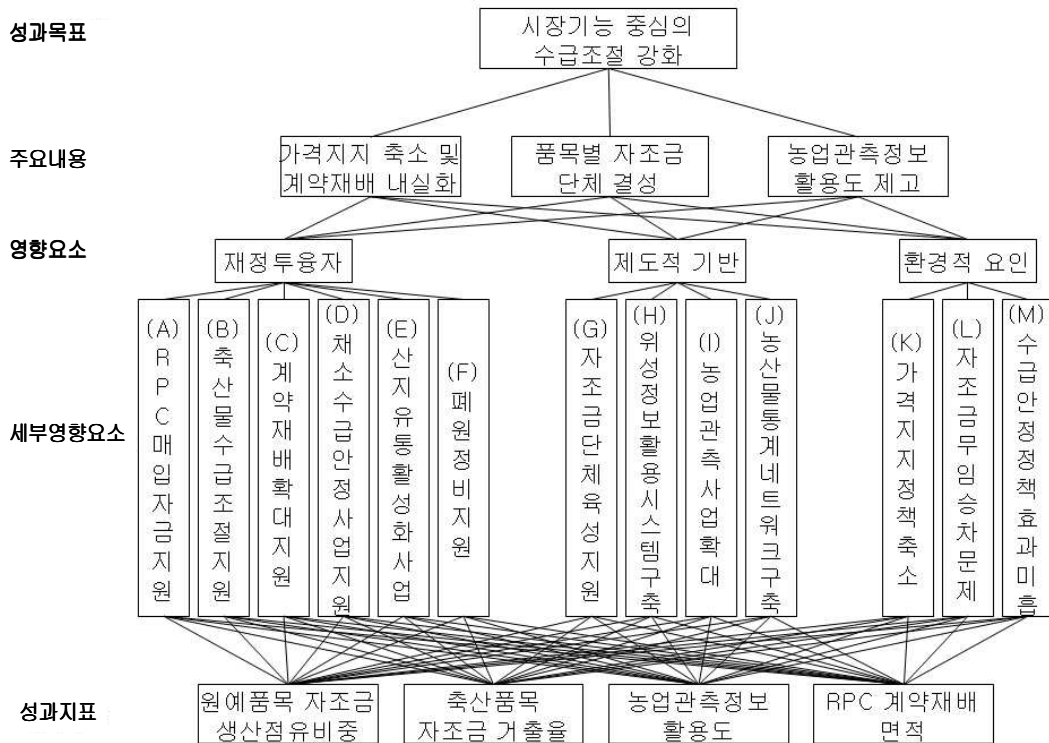 성과목표
시장기능 중심의
수급조절 강화
주요내용
가격지지 축소 및
계약재배 내실화
품목별 자조금
단체 결성
농업관측정보
활용도 제고
영향요소
재정투융자
제도적 기반
환경적 요인
세부영향요소
(A)RPC매입자금지원
(B)축산물수급조절지원
(C)계약재배확대지원
(D)채소수급안정사업지원
(E)산지유통활성화사업
(F)폐원정비지원
(G)자조금단체육성지원
(H)위성정보활용시스템구축
(I)농업관측사업확대
(J)농산물통계네트워크구축
(K)가격지지정책축소
(L)자조금무임승차문제
(M)수급안정정책효과미흡
성과지표
원예품목 자조금
생산점유비중
축산품목
자조금 거출율
농업관측정보
활용도
RPC 계약재배
면적